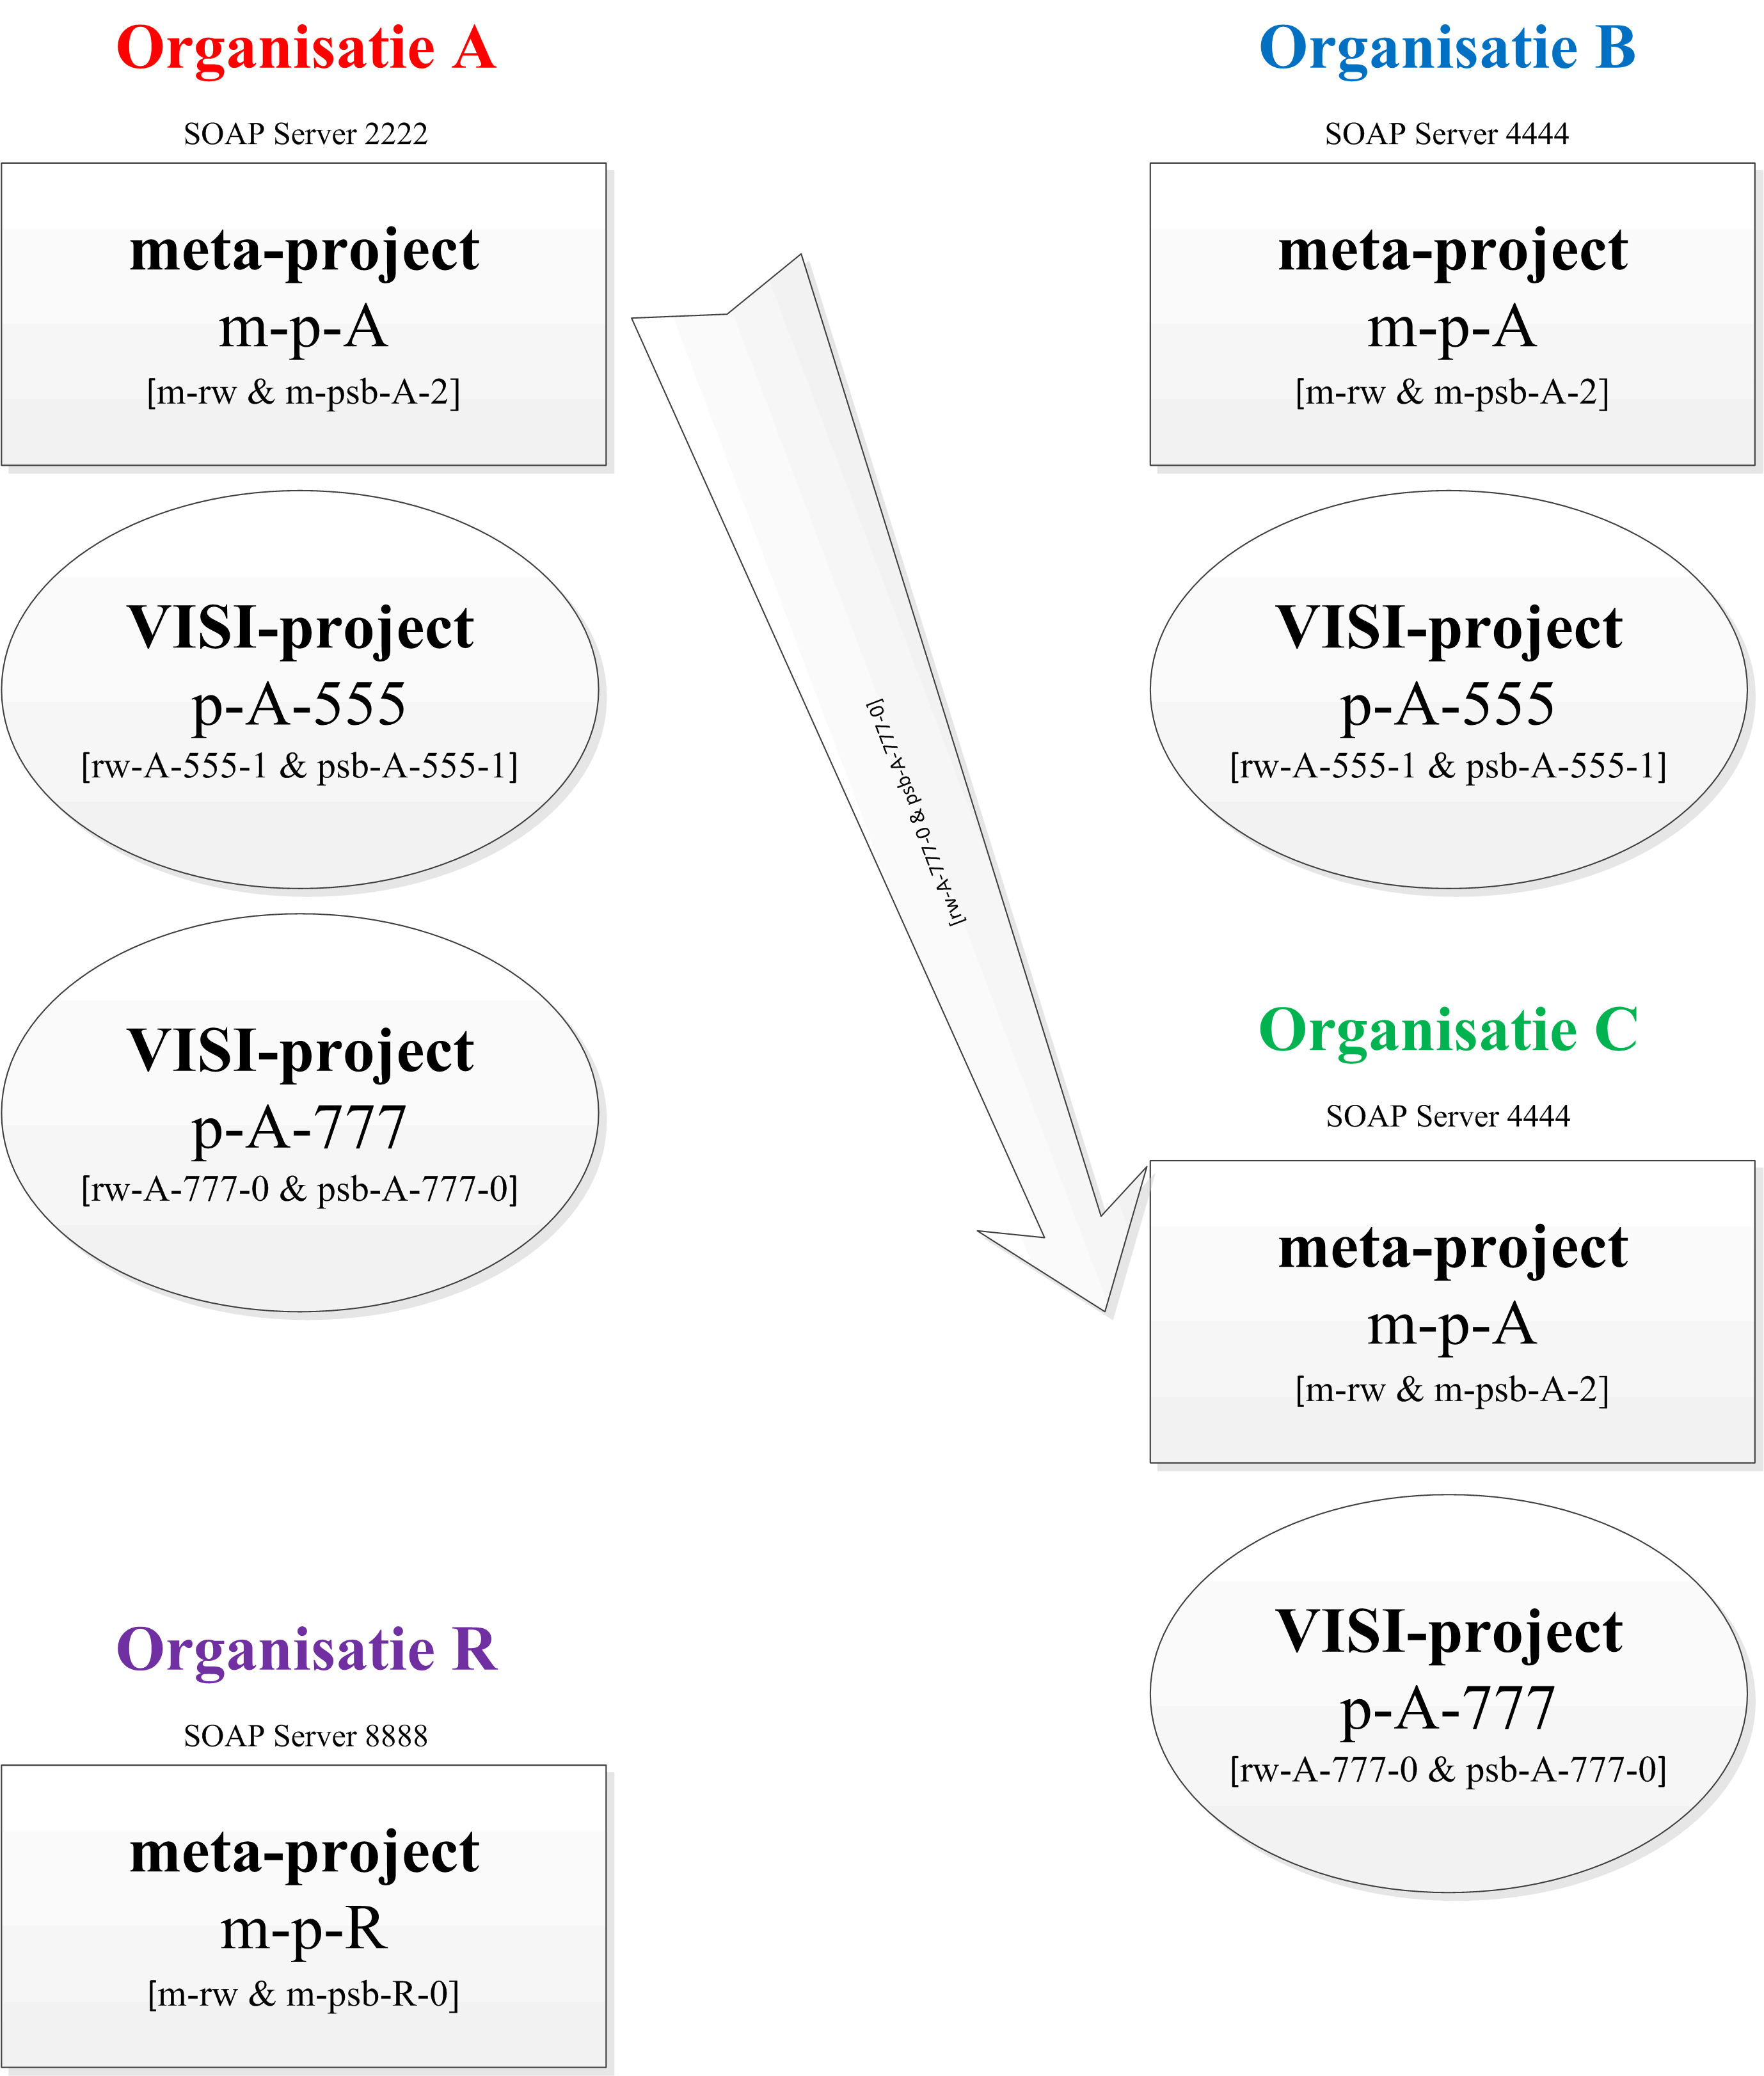 Organisatie A
SOAP Server 2222
meta-project
m-p-A
[m-rw & m-psb-A-2]
VISI-project
p-A-555
[rw-A-555-1 & psb-A-555-1]
VISI-project
p-A-777
[rw-A-777-0 & psb-A-777-0]
Organisatie R
SOAP Server 8888
meta-project
m-p-R
[m-rw & m-psb-R-0]
[rw-A-777-0 & psb-A-777-0]
Organisatie B
SOAP Server 4444
meta-project
m-p-A
[m-rw & m-psb-A-2]
VISI-project
p-A-555
[rw-A-555-1 & psb-A-555-1]
Organisatie C
SOAP Server 4444
meta-project
m-p-A
[m-rw & m-psb-A-2]
VISI-project
p-A-777
[rw-A-777-0 & psb-A-777-0]